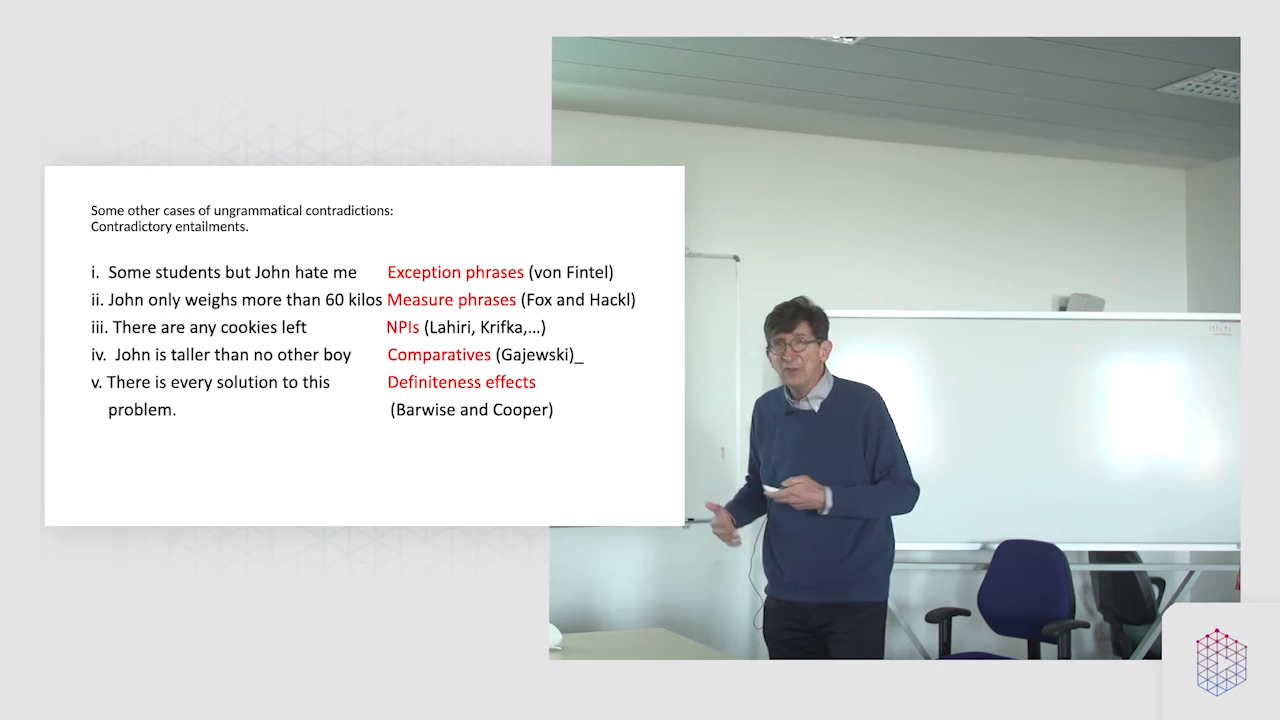 Some other cases of ungrammatical contradictions:
Contradictory entailments.
i. Some students but John hate me Exception phrases (von Fintel)
ii. John only weighs more than 60 kilos Measure phrases (Fox and Hackl)
iii. There are any cookies left NPIs (Lahiri, Krifka,...)
iv. John is taller than no other boy Comparatives (Gajewski)_
v. There is every solution to this Definiteness effects
problem. (Barwise and Cooper)